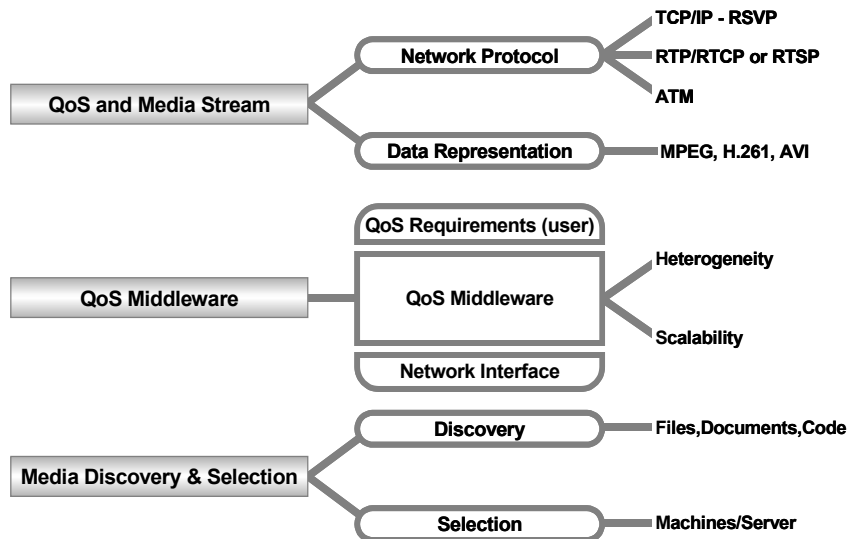 TCP/IP - RSVP
Network Protocol
RTP/RTCP or RTSP
QoS and Media Stream
ATM
Data Representation
MPEG, H.261, AVI
QoS Requirements (user)
Heterogeneity
QoS Middleware
QoS Middleware
Scalability
Network Interface
Discovery
Files,Documents,Code
Media Discovery & Selection
Selection
Machines/Server